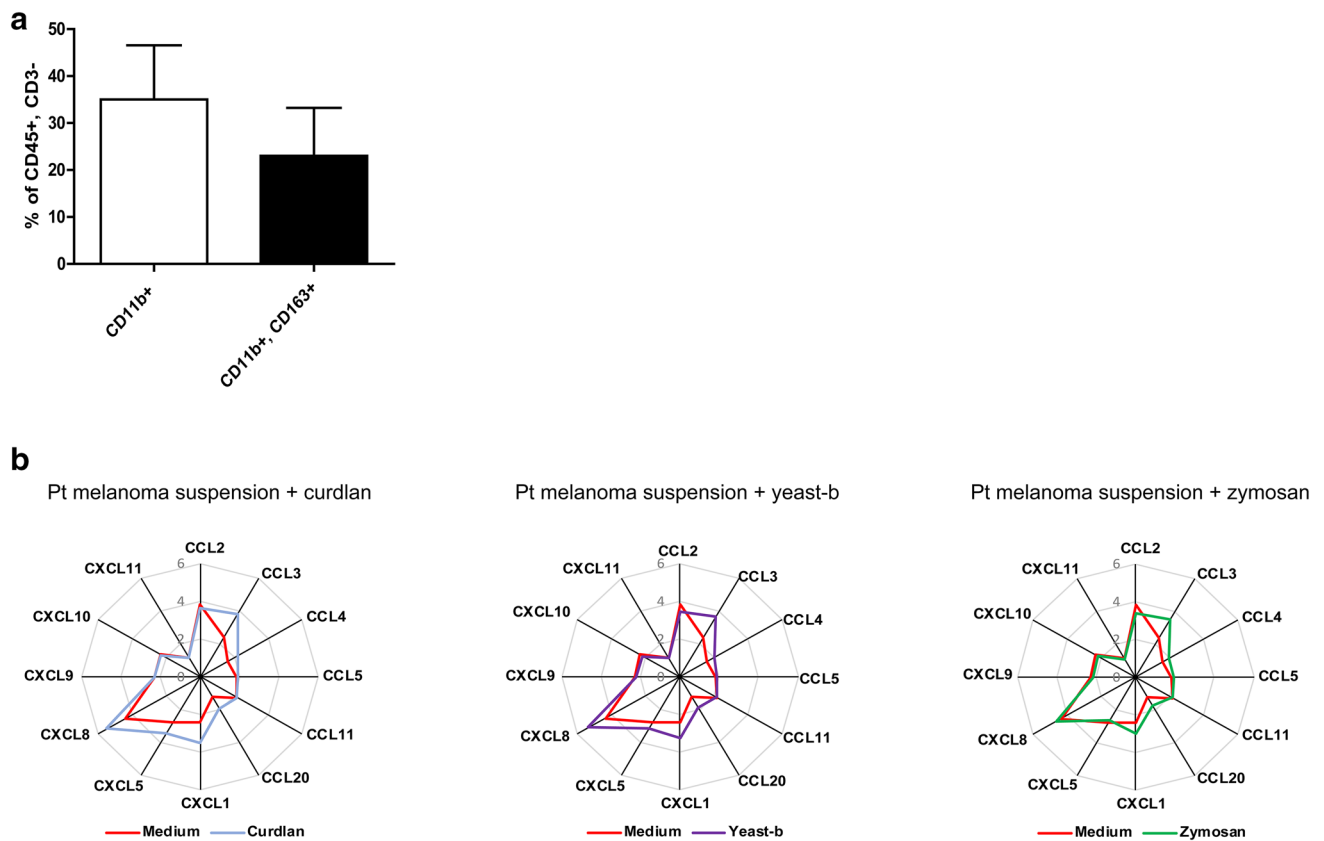 a
% of CD45+, CD3-
50
40
30
20
10
0
CD11b+
CD11b+, CD163+
b
Pt melanoma suspension + curdlan
CCL2
CCL3
CCL4
CCL5
CCL11
CCL20
CXCL1
CXCL5
CXCL8
CXCL9
CXCL10
CXCL11
6
4
2
0
Medium
Curdlan
Pt melanoma suspension + yeast-b
CCL2
CCL3
CCL4
CCL5
CCL11
CCL20
CXCL1
CXCL5
CXCL8
CXCL9
CXCL10
CXCL11
6
4
2
0
Medium
Yeast-b
Pt melanoma suspension + zymosan
CCL2
CCL3
CCL4
CCL5
CCL11
CCL20
CXCL1
CXCL5
CXCL8
CXCL9
CXCL10
CXCL11
6
4
2
0
Medium
Zymosan